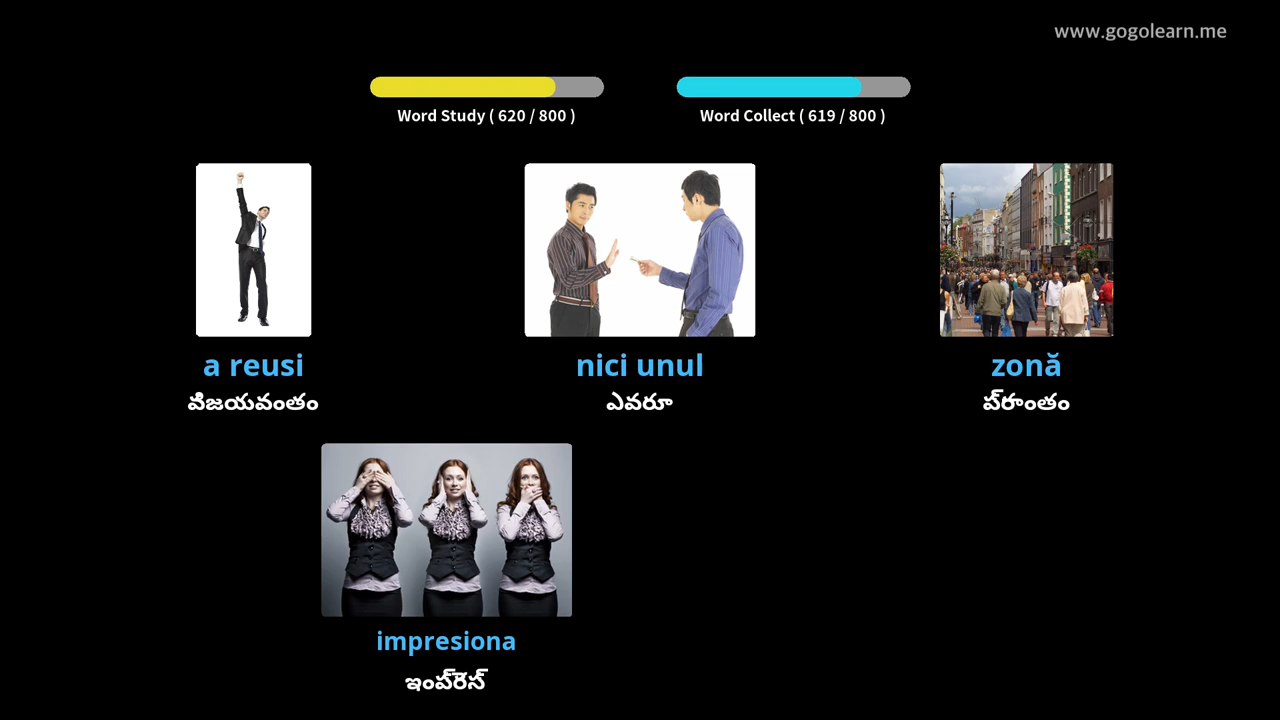 www.gogolearn.me
Word Study ( 620 / 800 )
Word Collect ( 619 / 800 )
a reusi
nici unul
zonă
విజయవంతం
ఎవరూ
ప్రాంతం
impresiona
ఇంప్రెస్